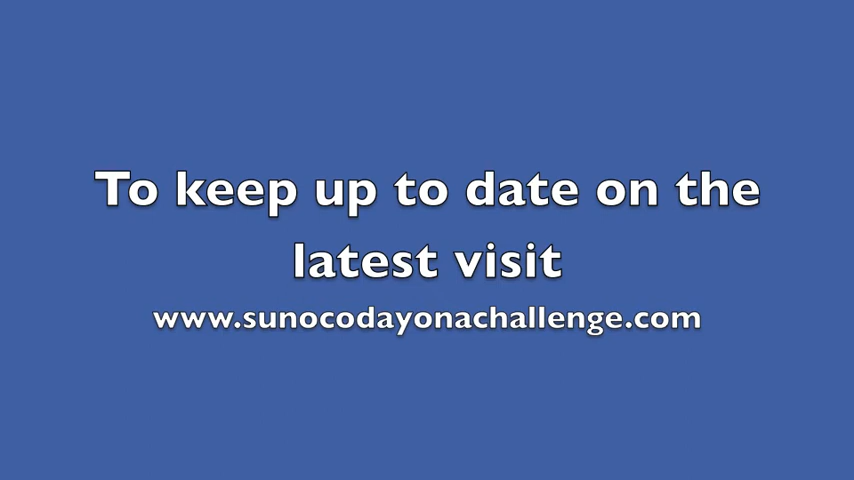 To keep up to date on the
latest visit
www.sunocodayonachallenge.com